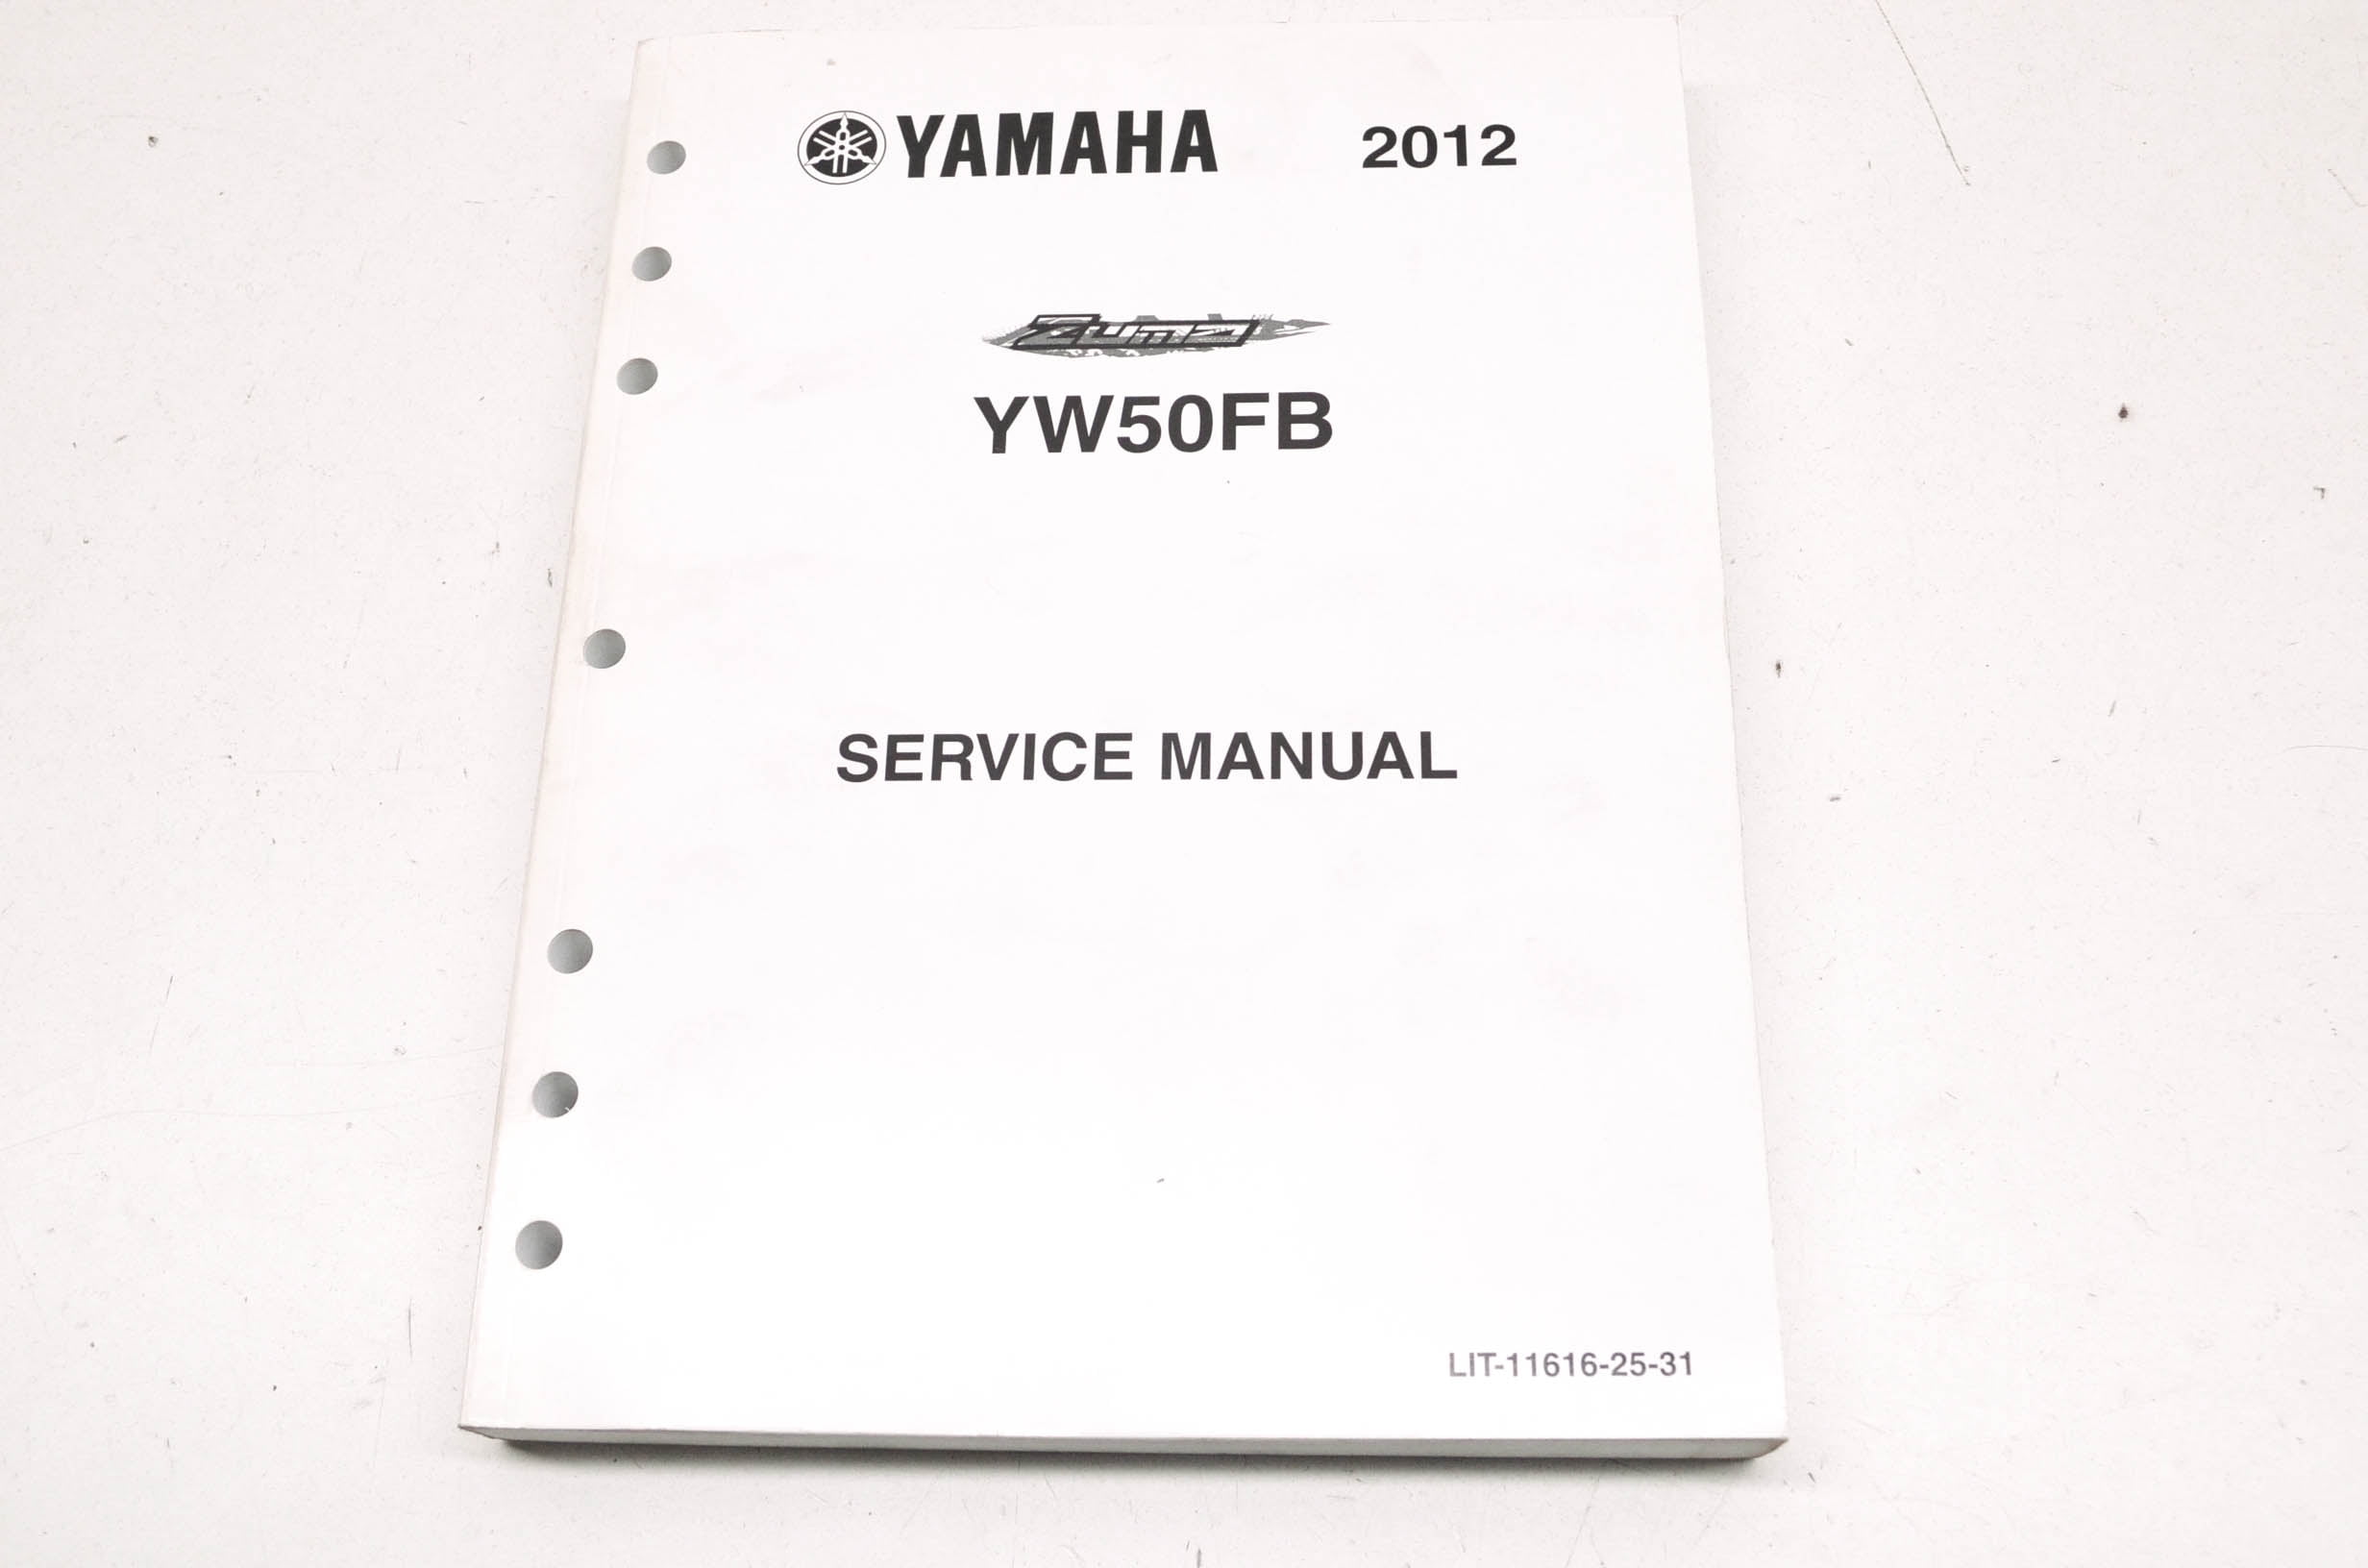 YAMAHA 2012
Zuma
YW50FB
SERVICE MANUAL
LIT-11616-25-31